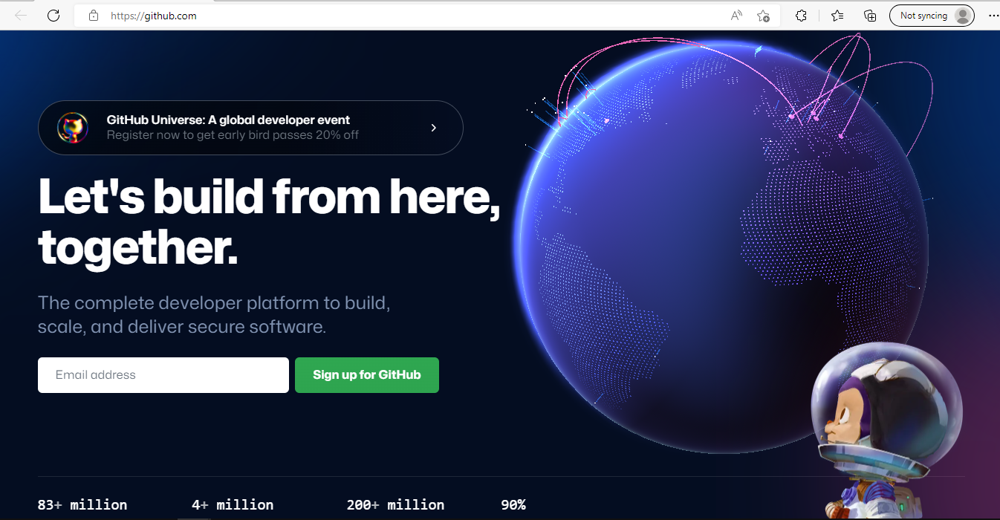 https://github.com
Not syncing
GitHub Universe: A global developer event
Register now to get early bird passes 20% off
Let's build from here,
together.
The complete developer platform to build,
scale, and deliver secure software.
Email address
Sign up for GitHub
83+ million
4+ million
200+ million
90%